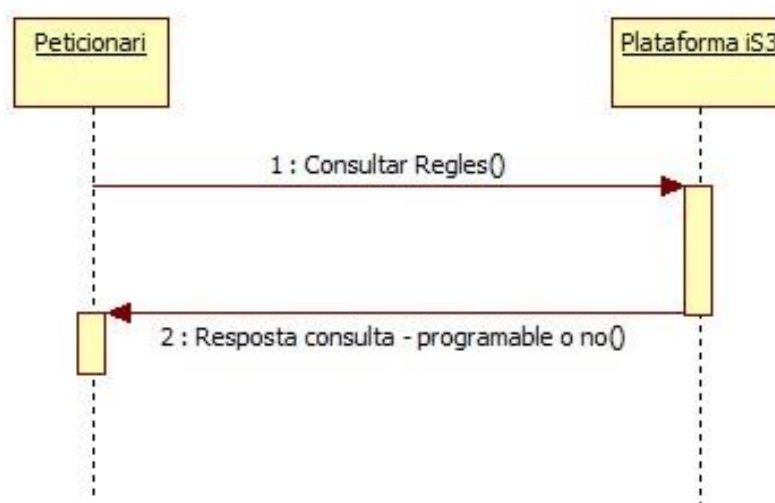 Peticionari
Plataforma iS3
1 : Consultar Regles()
2 : Resposta consulta - programable o no()